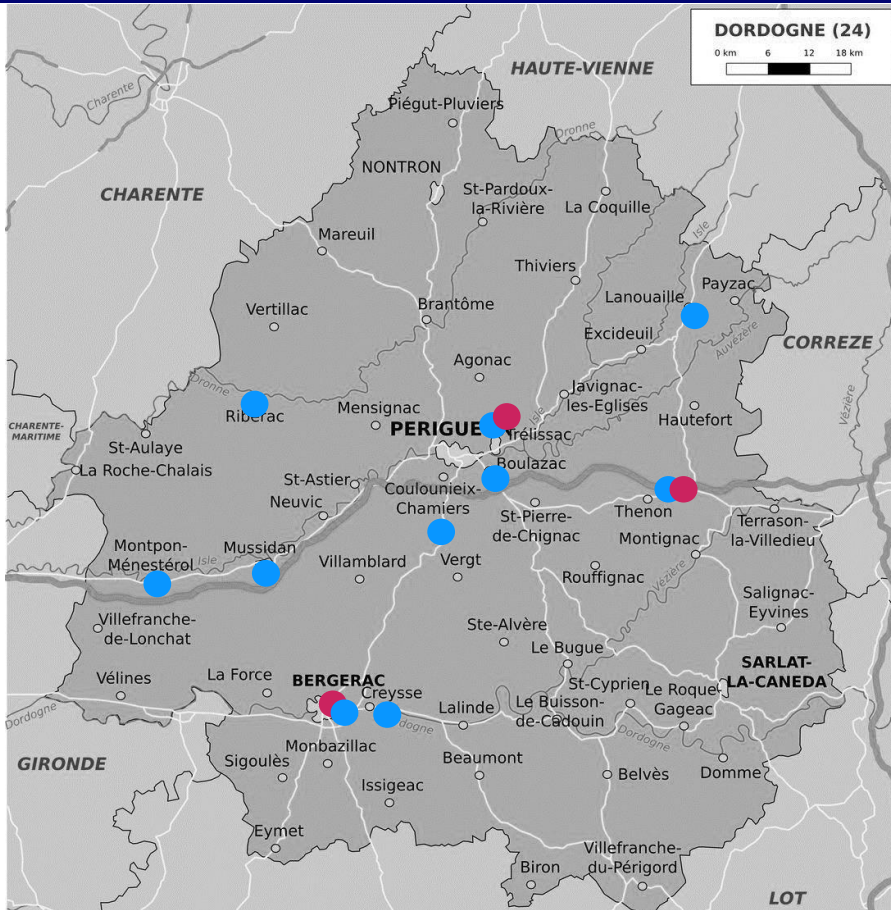 DORDOGNE (24)
0 km 6 12 18 km
HAUTE-VIENNE
Charente
Piégut-Pluviers
Dronne
NONTRON
CHARENTE
St-Pardoux-
la-Rivière
La Coquille
Isle
Mareuil
Thiviers
Payzac
Lanouaille
Vertillac
Brantôme
Excideuil
Auvézère
CORREZE
Agonac
Dronne
Javignac-
les-Eglises
Vézère
Ribérac
Mensignac
Isle
Hautefort
CHARENTE-
MARITIME
PERIGUE
Trélissac
St-Aulaye
La Roche-Chalais
Boulazac
St-Astier
Neuvic
Coulounieix-
Chamiers
St-Pierre-
de-Chignac
Thenon
Terrason-
la-Villedieu
Montignac
Montpon-
Ménestérol
Isle
Mussidan
Villamblard
Vergt
Rouffignac
Vézère
Salignac-
Eyvines
Villefranche-
de-Lonchat
Ste-Alvère
Le Bugue
SARLAT-
LA-CANEDA
Vélines
La Force
BERGERAC
Creysse
St-Cyprien
Le Roque-
Gageac
Dordogne
Lalinde
Le Buisson-
de-Cadouin
dogne
Dordogne
Monbazillac
GIRONDE
Sigoulès
Beaumont
Belvès
Domme
Issigeac
Eymet
Villefranche-
du-Périgord
Biron
LOT